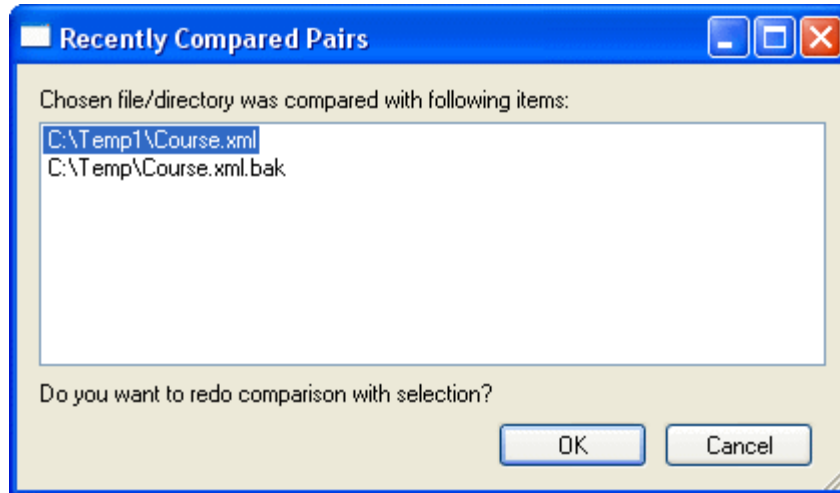 Recently Compared Pairs
Chosen file/directory was compared with following items:
C:\Temp1\Course.xml
C:\Temp\Course.xml.bak
Do you want to redo comparison with selection?
OK
Cancel